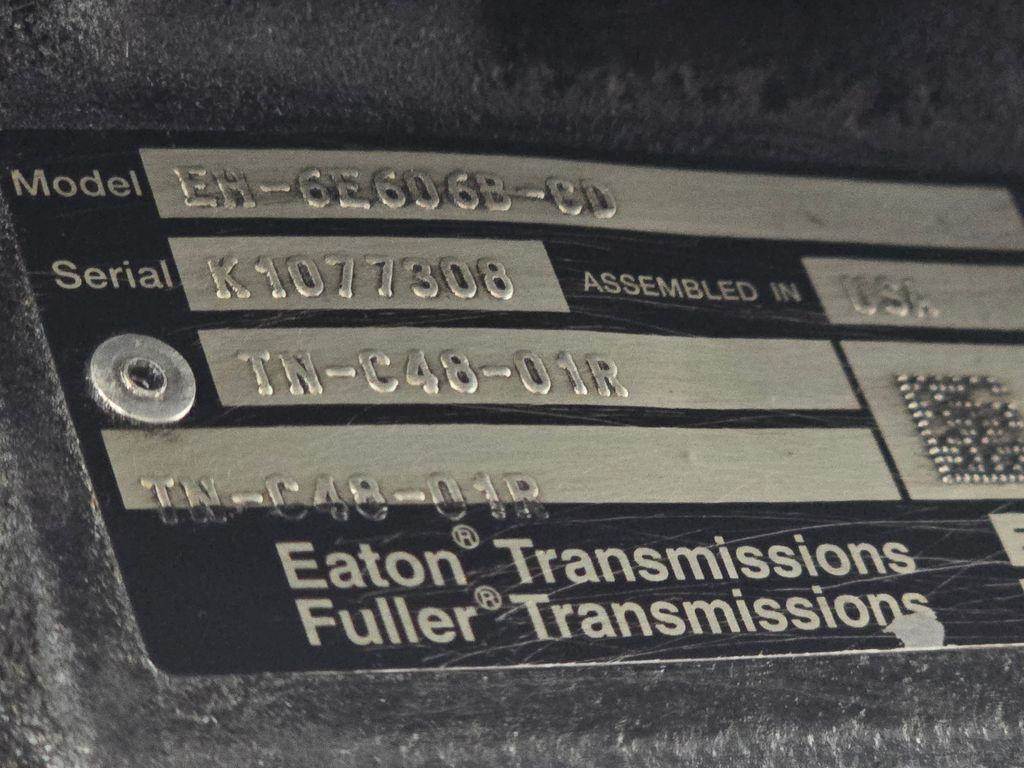 Model EH-6E606B-CD
Serial K1077308 ASSEMBLED IN USA
TN-C48-01R
TN-C48-01R
Eaton® Transmissions
Fuller® Transmissions